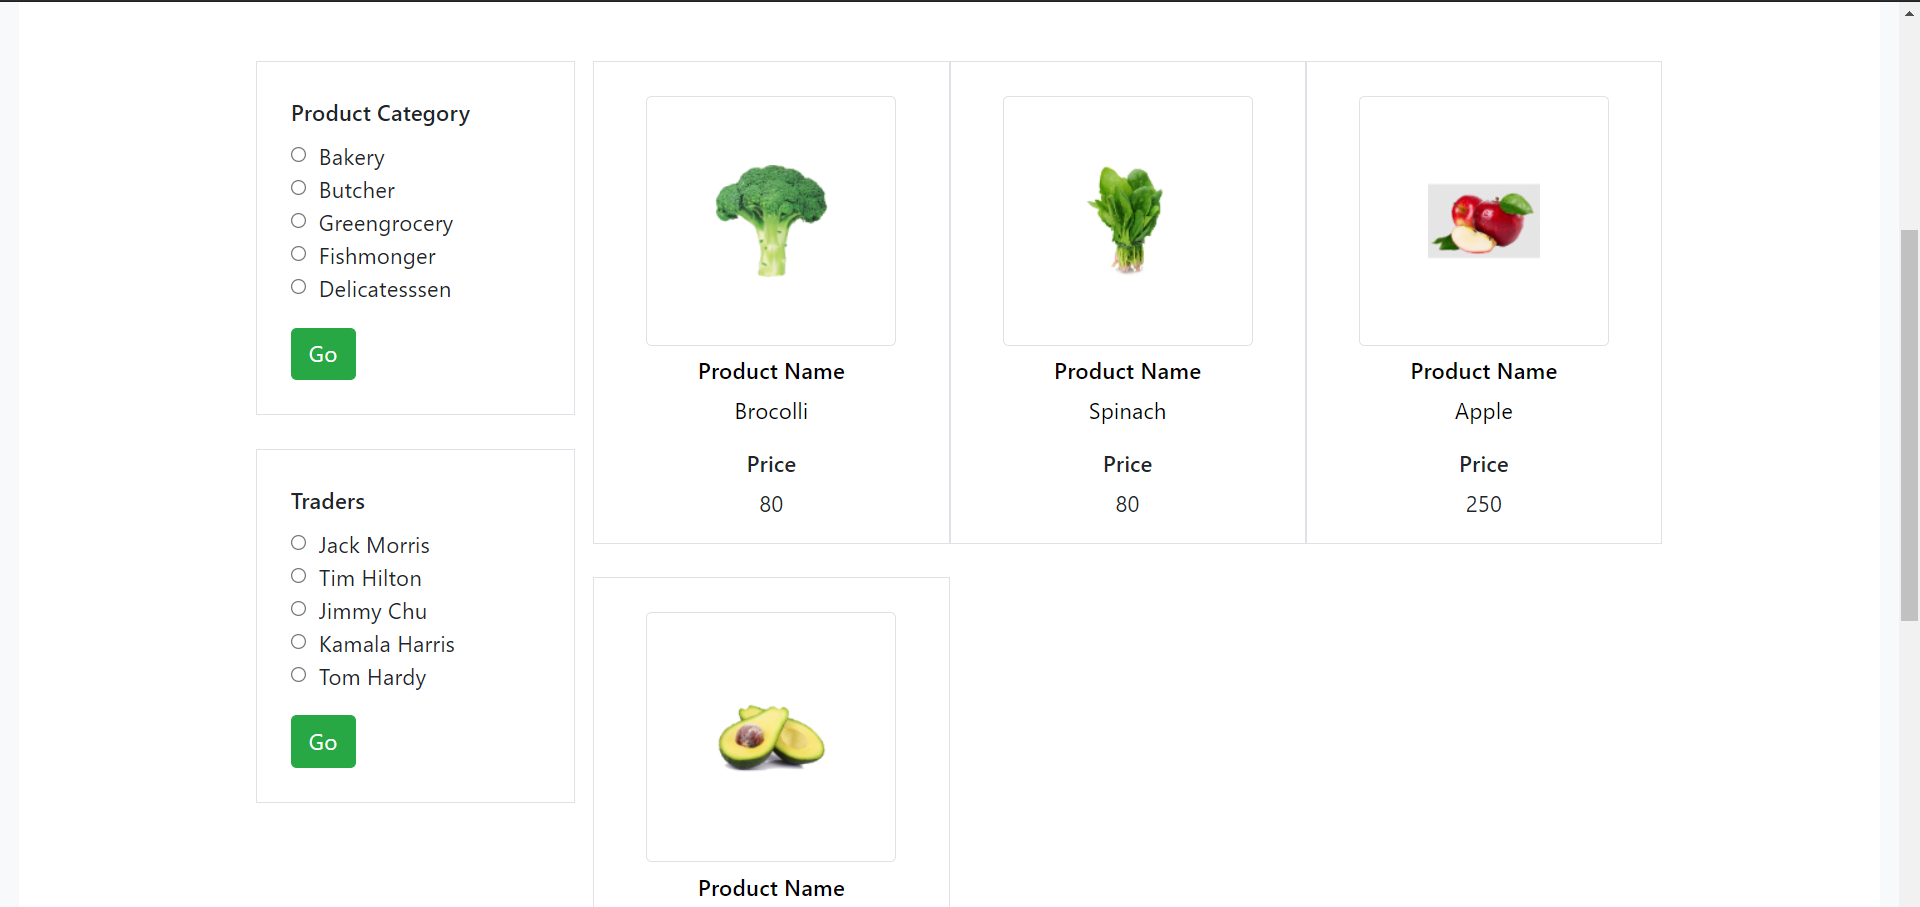 Product Category
Bakery
Butcher
Greengrocery
Fishmonger
Delicatesssen
Go
Traders
Jack Morris
Tim Hilton
Jimmy Chu
Kamala Harris
Tom Hardy
Go
Product Name
Brocolli
Price
80
Product Name
Spinach
Price
80
Product Name
Apple
Price
250
Product Name